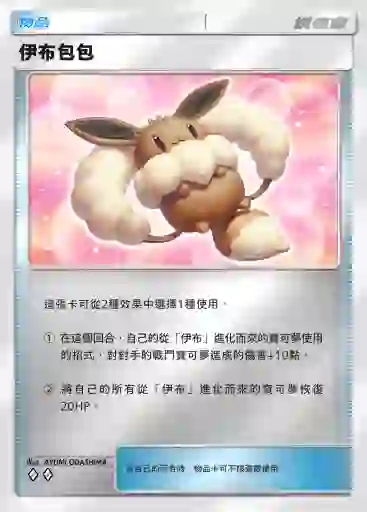 物品
訓練家
伊布包包
這張卡可從2種效果中選擇1種使用。
① 在這個回合,自己的從「伊布」進化而來的寶可夢使用
的招式,對對手的戰鬥寶可夢造成的傷害+10點。
② 將自己的所有從「伊布」進化而來的寶可夢恢復
20HP。
Illus. AYUMI ODASHIMA
在自己的回合時,物品卡可不限張數使用。